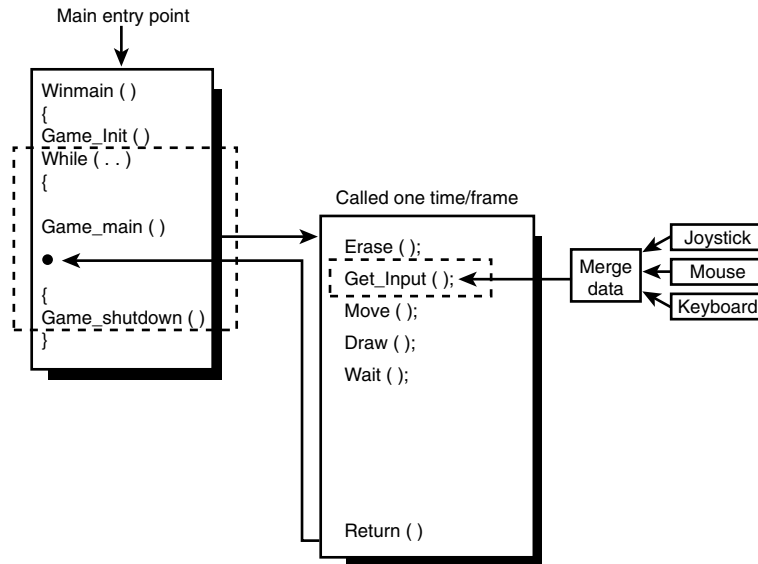 Main entry point
Winmain ( )
{
Game_Init ( )
While ( . . )
{
Game_main ( )
{
Game_shutdown ( )
}
Called one time/frame
Erase ( );
Get_Input ( );
Move ( );
Draw ( );
Wait ( );
Return ( )
Merge
data
Joystick
Mouse
Keyboard